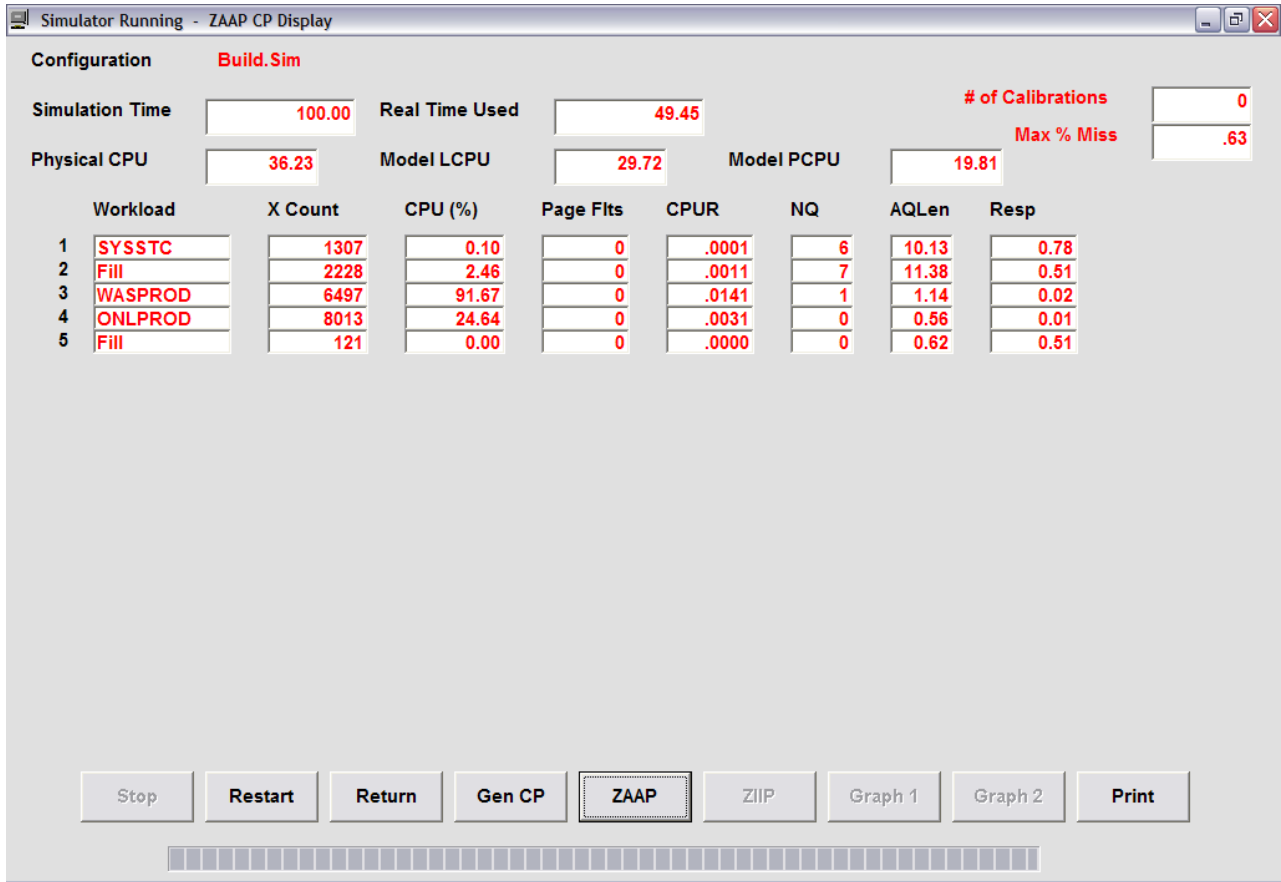 Simulator Running - ZAAP CP Display
Configuration Build.Sim
Simulation Time 100.00 Real Time Used 49.45 # of Calibrations 0
Max % Miss .63
Physical CPU 36.23 Model LCPU 29.72 Model PCPU 19.81
Workload X Count CPU (%) Page Flts CPUR NQ AQLen Resp
1 SYSSTC 1307 0.10 0 .0001 6 10.13 0.78
2 Fill 2228 2.46 0 .0011 7 11.38 0.51
3 WASPROD 6497 91.67 0 .0141 1 1.14 0.02
4 ONLPROD 8013 24.64 0 .0031 0 0.56 0.01
5 Fill 121 0.00 0 .0000 0 0.62 0.51
Stop Restart Return Gen CP ZAAP ZIIP Graph 1 Graph 2 Print